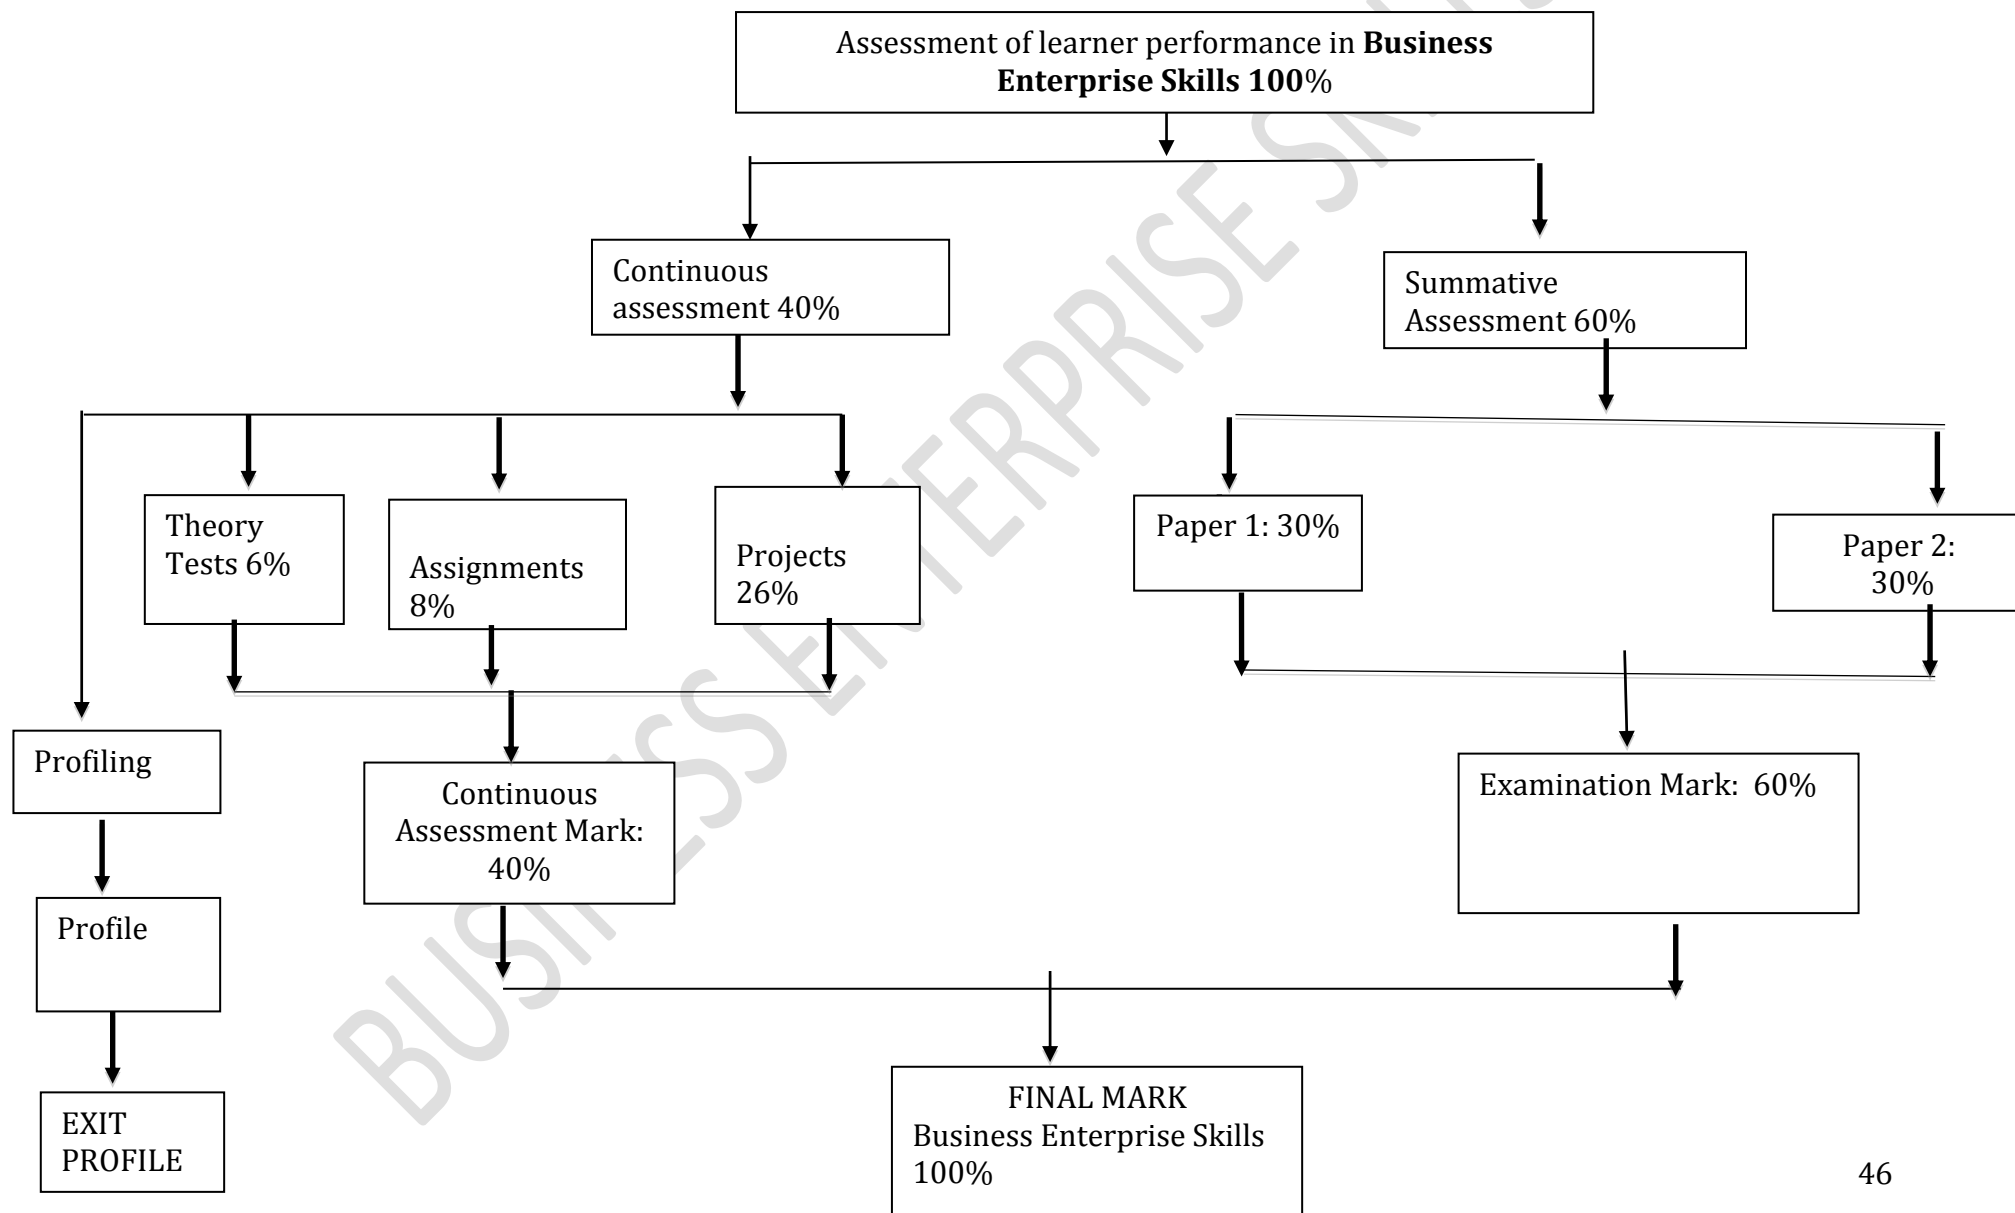 Assessment of learner performance in Business
Enterprise Skills 100%
Continuous
assessment 40%
Summative
Assessment 60%
Theory
Tests 6%
Assignments
8%
Projects
26%
Paper 1: 30%
Paper 2:
30%
Profiling
Continuous
Assessment Mark:
40%
Examination Mark:  60%
Profile
EXIT
PROFILE
FINAL MARK
Business Enterprise Skills
100%
46
BUSINESS ENTERPRISE